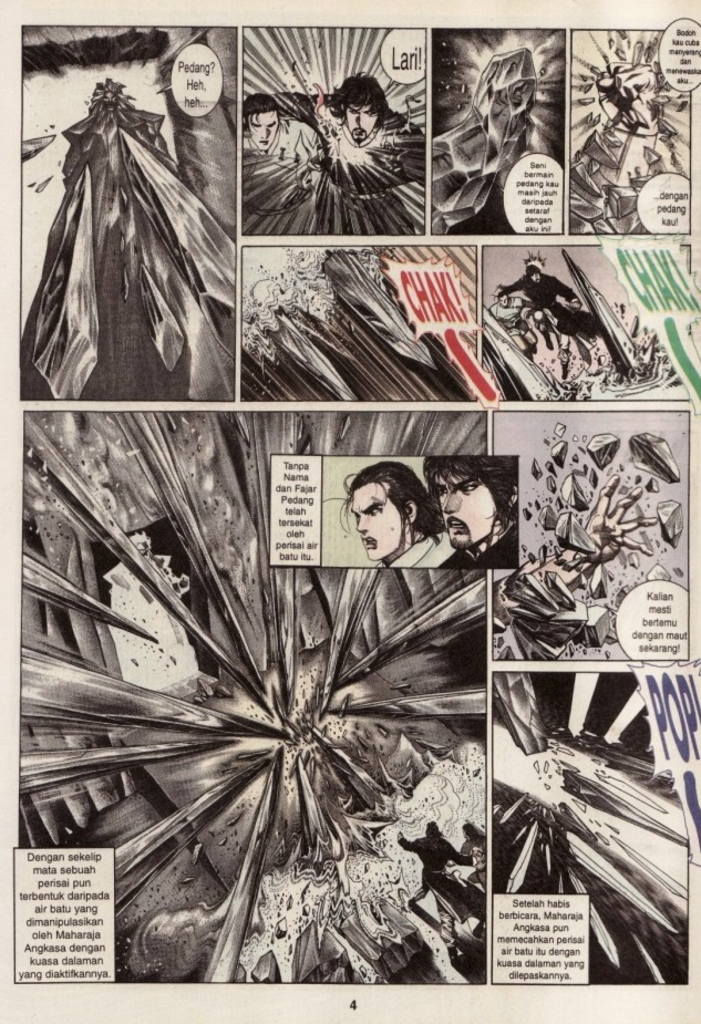 Pedang?
Heh,
heh...
Lari!
Seni
bermain
pedang kau
masih jauh
daripada
setaraf
dengan
aku ini!
Bodoh
kau cuba
menyerang
dan
menewaska
aku...
...dengan
pedang
kau!
CHAK!
CHAK!
Tanpa
Nama
dan Fajar
Pedang
telah
tersekat
oleh
perisai air
batu itu.
Kalian
mesti
bertemu
dengan maut
sekarang!
POP!
Dengan sekelip
mata sebuah
perisai pun
terbentuk daripada
air batu yang
dimanipulasikan
oleh Maharaja
Angkasa dengan
kuasa dalaman
yang diaktifkannya.
Setelah habis
berbicara, Maharaja
Angkasa pun
memecahkan perisai
air batu itu dengan
kuasa dalaman yang
dilepaskannya.
4